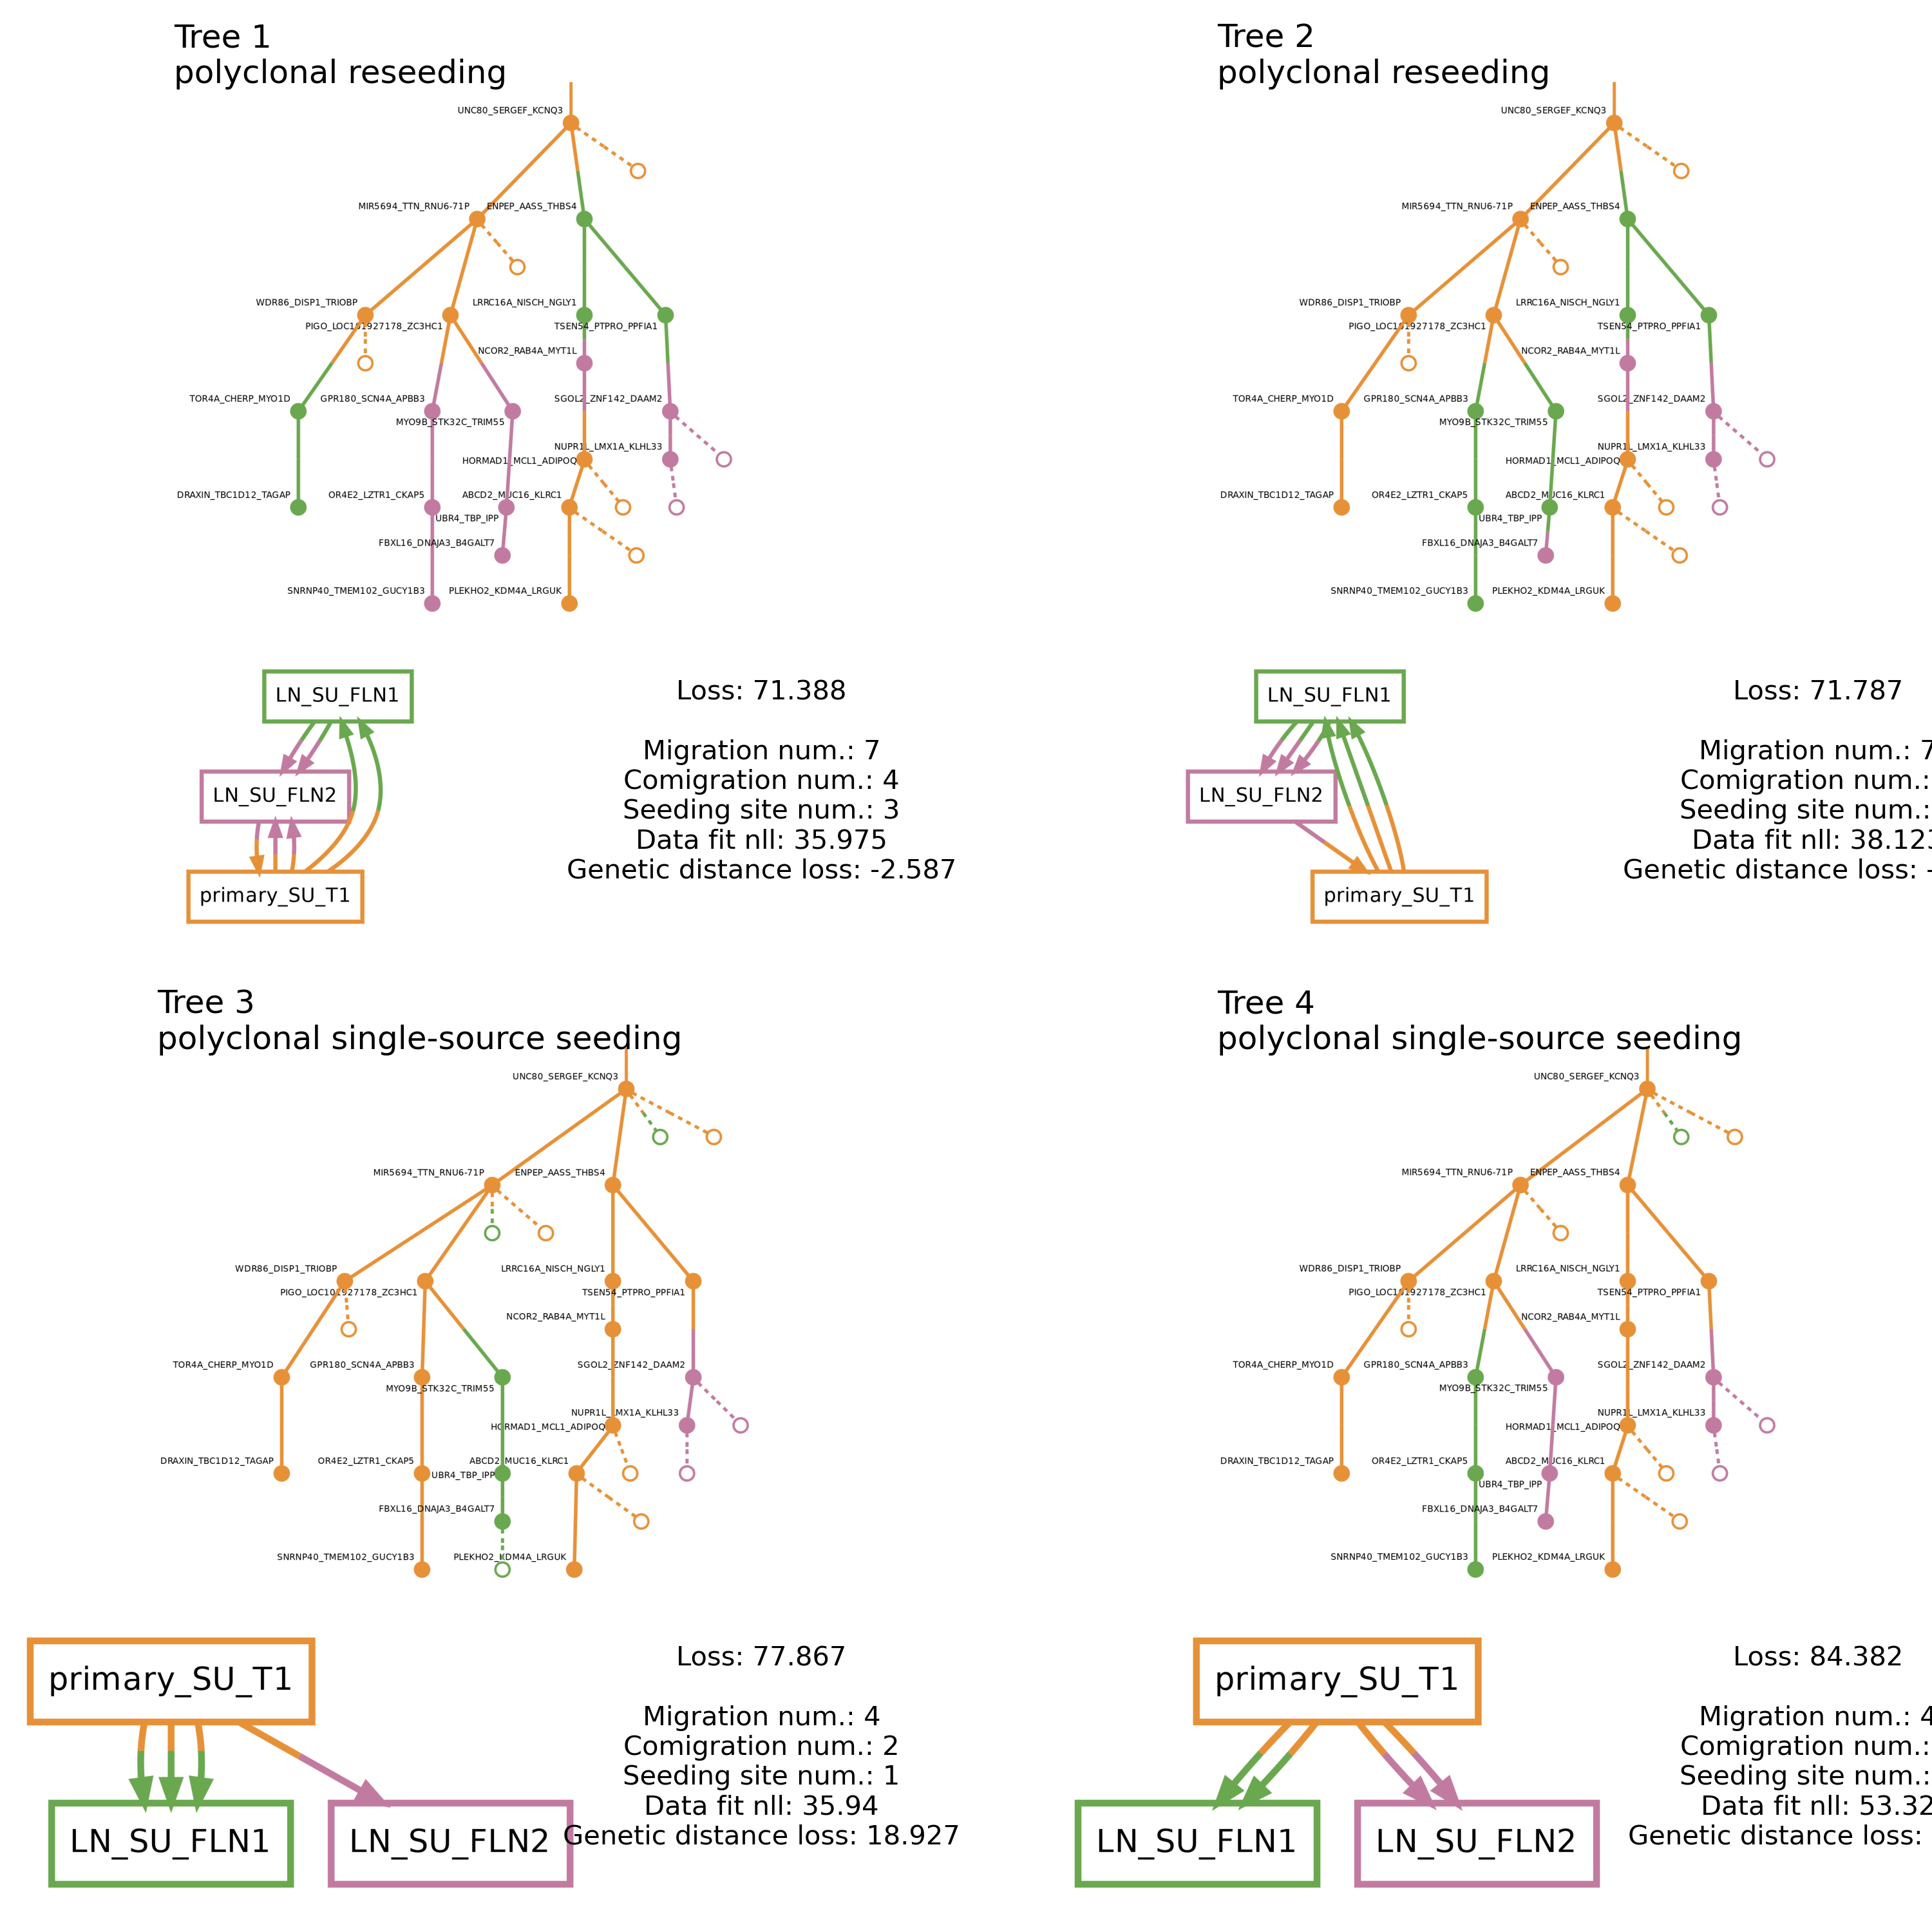 Tree 1
polyclonal reseeding
UNC80_SERGEF_KCNQ3
MIR5694_TTN_RNU6-71P
ENPEP_AASS_THBS4
WDR86_DISP1_TRIOBP
LRRC16A_NISCH_NGLY1
PIGO_LOC101927178_ZC3HC1
TSEN54_PTPRO_PPFIA1
NCOR2_RAB4A_MYT1L
TOR4A_CHERP_MYO1D
GPR180_SCN4A_APBB3
SGOL2_ZNF142_DAAM2
MYO9B_STK32C_TRIM55
NUPR1L_LMX1A_KLHL33
HORMAD1_MCL1_ADIPOQ
DRAXIN_TBC1D12_TAGAP
OR4E2_LZTR1_CKAP5
ABCD2_MUC16_KLRC1
UBR4_TBP_IPP
FBXL16_DNAJA3_B4GALT7
SNRNP40_TMEM102_GUCY1B3
PLEKHO2_KDM4A_LRGUK
LN_SU_FLN1
LN_SU_FLN2
primary_SU_T1
Loss: 71.388
Migration num.: 7
Comigration num.: 4
Seeding site num.: 3
Data fit nll: 35.975
Genetic distance loss: -2.587
Tree 2
polyclonal reseeding
UNC80_SERGEF_KCNQ3
MIR5694_TTN_RNU6-71P
ENPEP_AASS_THBS4
WDR86_DISP1_TRIOBP
LRRC16A_NISCH_NGLY1
PIGO_LOC101927178_ZC3HC1
TSEN54_PTPRO_PPFIA1
NCOR2_RAB4A_MYT1L
TOR4A_CHERP_MYO1D
GPR180_SCN4A_APBB3
SGOL2_ZNF142_DAAM2
MYO9B_STK32C_TRIM55
NUPR1L_LMX1A_KLHL33
HORMAD1_MCL1_ADIPOQ
DRAXIN_TBC1D12_TAGAP
OR4E2_LZTR1_CKAP5
ABCD2_MUC16_KLRC1
UBR4_TBP_IPP
FBXL16_DNAJA3_B4GALT7
SNRNP40_TMEM102_GUCY1B3
PLEKHO2_KDM4A_LRGUK
LN_SU_FLN1
LN_SU_FLN2
primary_SU_T1
Loss: 71.787
Migration num.: 7
Comigration num.:
Seeding site num.:
Data fit nll: 38.123
Genetic distance loss: -
Tree 3
polyclonal single-source seeding
UNC80_SERGEF_KCNQ3
MIR5694_TTN_RNU6-71P
ENPEP_AASS_THBS4
WDR86_DISP1_TRIOBP
LRRC16A_NISCH_NGLY1
PIGO_LOC101927178_ZC3HC1
TSEN54_PTPRO_PPFIA1
NCOR2_RAB4A_MYT1L
TOR4A_CHERP_MYO1D
GPR180_SCN4A_APBB3
SGOL2_ZNF142_DAAM2
MYO9B_STK32C_TRIM55
NUPR1L_LMX1A_KLHL33
HORMAD1_MCL1_ADIPOQ
DRAXIN_TBC1D12_TAGAP
OR4E2_LZTR1_CKAP5
ABCD2_MUC16_KLRC1
UBR4_TBP_IPP
FBXL16_DNAJA3_B4GALT7
SNRNP40_TMEM102_GUCY1B3
PLEKHO2_KDM4A_LRGUK
primary_SU_T1
LN_SU_FLN1
LN_SU_FLN2
Loss: 77.867
Migration num.: 4
Comigration num.: 2
Seeding site num.: 1
Data fit nll: 35.94
Genetic distance loss: 18.927
Tree 4
polyclonal single-source seeding
UNC80_SERGEF_KCNQ3
MIR5694_TTN_RNU6-71P
ENPEP_AASS_THBS4
WDR86_DISP1_TRIOBP
LRRC16A_NISCH_NGLY1
PIGO_LOC101927178_ZC3HC1
TSEN54_PTPRO_PPFIA1
NCOR2_RAB4A_MYT1L
TOR4A_CHERP_MYO1D
GPR180_SCN4A_APBB3
SGOL2_ZNF142_DAAM2
MYO9B_STK32C_TRIM55
NUPR1L_LMX1A_KLHL33
HORMAD1_MCL1_ADIPOQ
DRAXIN_TBC1D12_TAGAP
OR4E2_LZTR1_CKAP5
ABCD2_MUC16_KLRC1
UBR4_TBP_IPP
FBXL16_DNAJA3_B4GALT7
SNRNP40_TMEM102_GUCY1B3
PLEKHO2_KDM4A_LRGUK
primary_SU_T1
LN_SU_FLN1
LN_SU_FLN2
Loss: 84.382
Migration num.: 4
Comigration num.:
Seeding site num.:
Data fit nll: 53.32
Genetic distance loss: